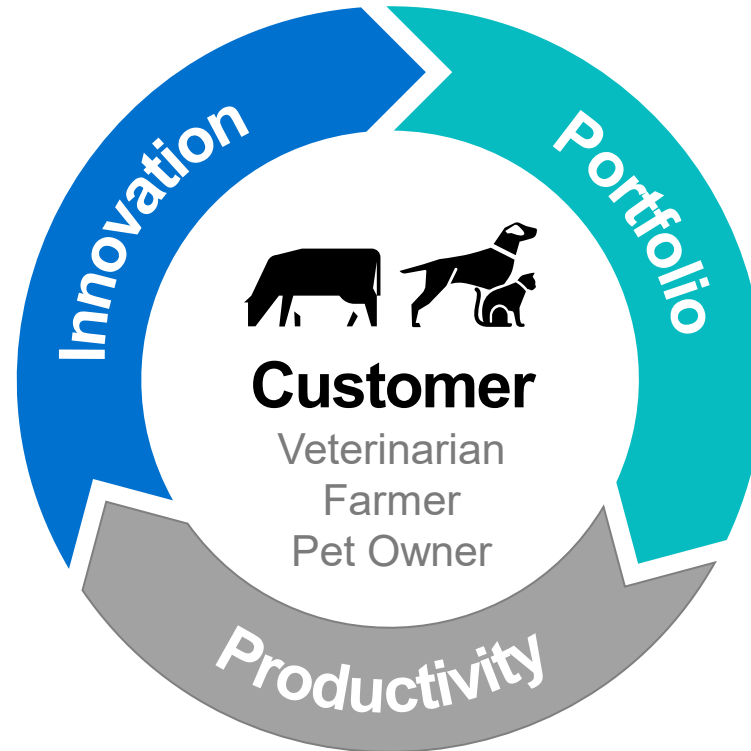 Innovation
Portfolio
Customer
Veterinarian
Farmer
Pet Owner
Productivity